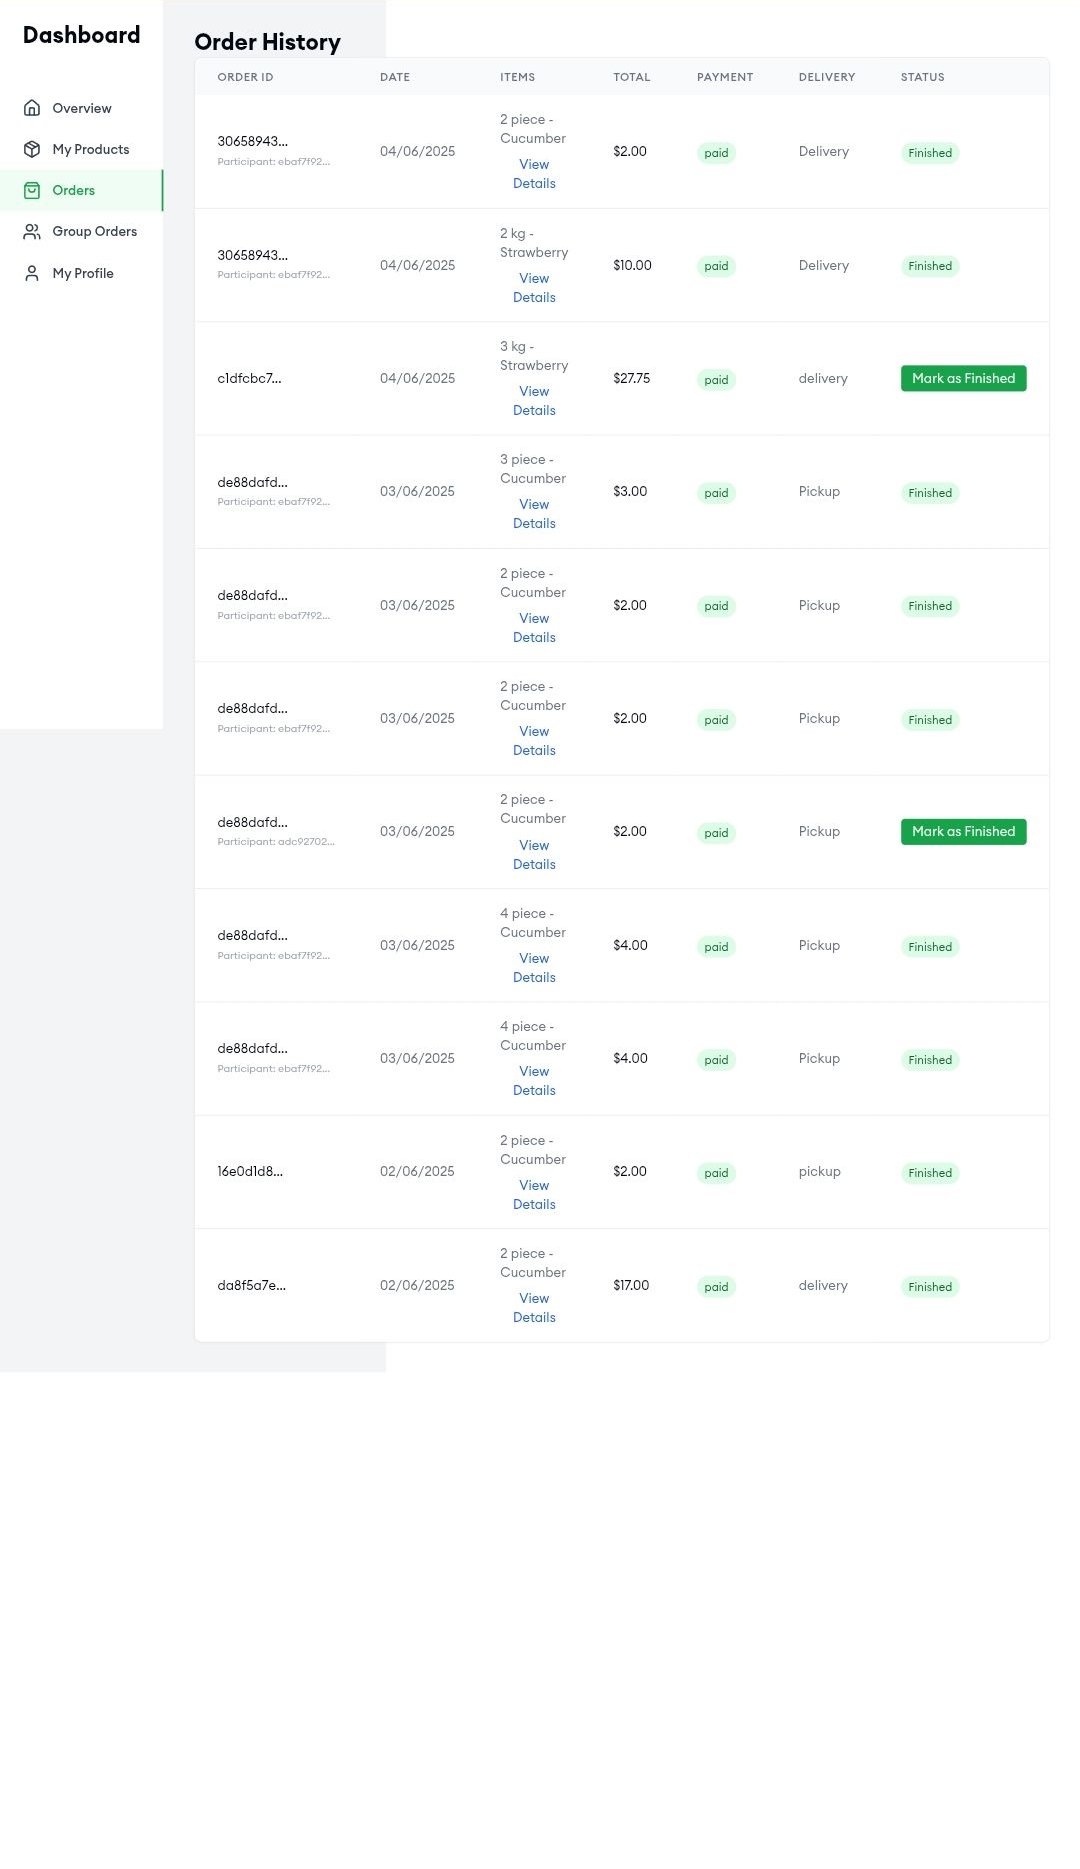 Dashboard
Overview
My Products
Orders
Group Orders
My Profile
Order History
ORDER ID DATE ITEMS TOTAL PAYMENT DELIVERY STATUS
2 piece -
Cucumber
30658943... 04/06/2025 $2.00 paid Delivery Finished
Participant: ebaf7f92...
View
Details
2 kg -
Strawberry
30658943... 04/06/2025 $10.00 paid Delivery Finished
Participant: ebaf7f92...
View
Details
3 kg -
Strawberry
c1dfcbc7... 04/06/2025 $27.75 paid delivery Mark as Finished
View
Details
3 piece -
Cucumber
de88dafd... 03/06/2025 $3.00 paid Pickup Finished
Participant: ebaf7f92...
View
Details
2 piece -
Cucumber
de88dafd... 03/06/2025 $2.00 paid Pickup Finished
Participant: ebaf7f92...
View
Details
2 piece -
Cucumber
de88dafd... 03/06/2025 $2.00 paid Pickup Finished
Participant: ebaf7f92...
View
Details
2 piece -
Cucumber
de88dafd... 03/06/2025 $2.00 paid Pickup Mark as Finished
Participant: adc92702...
View
Details
4 piece -
Cucumber
de88dafd... 03/06/2025 $4.00 paid Pickup Finished
Participant: ebaf7f92...
View
Details
4 piece -
Cucumber
de88dafd... 03/06/2025 $4.00 paid Pickup Finished
Participant: ebaf7f92...
View
Details
2 piece -
Cucumber
16e0d1d8... 02/06/2025 $2.00 paid pickup Finished
View
Details
2 piece -
Cucumber
da8f5a7e... 02/06/2025 $17.00 paid delivery Finished
View
Details